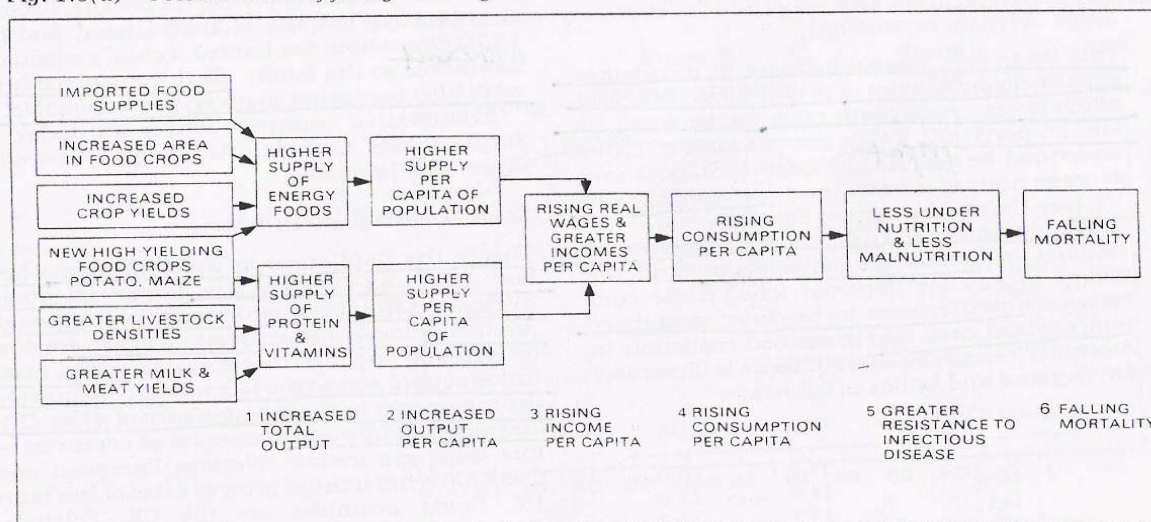 IMPORTED FOOD
SUPPLIES
INCREASED AREA
IN FOOD CROPS
INCREASED
CROP YIELDS
NEW HIGH YIELDING
FOOD CROPS
POTATO, MAIZE
GREATER LIVESTOCK
DENSITIES
GREATER MILK &
MEAT YIELDS
HIGHER
SUPPLY
OF
ENERGY
FOODS
HIGHER
SUPPLY
OF
PROTEIN
&
VITAMINS
HIGHER
SUPPLY
PER
CAPITA OF
POPULATION
HIGHER
SUPPLY
PER
CAPITA
OF
POPULATION
RISING REAL
WAGES &
GREATER
INCOMES
PER CAPITA
RISING
CONSUMPTION
PER CAPITA
LESS UNDER
NUTRITION
& LESS
MALNUTRITION
FALLING
MORTALITY
1 INCREASED
TOTAL
OUTPUT
2 INCREASED
OUTPUT
PER CAPITA
3 RISING
INCOME
PER CAPITA
4 RISING
CONSUMPTION
PER CAPITA
5 GREATER
RESISTANCE TO
INFECTIOUS
DISEASE
6 FALLING
MORTALITY